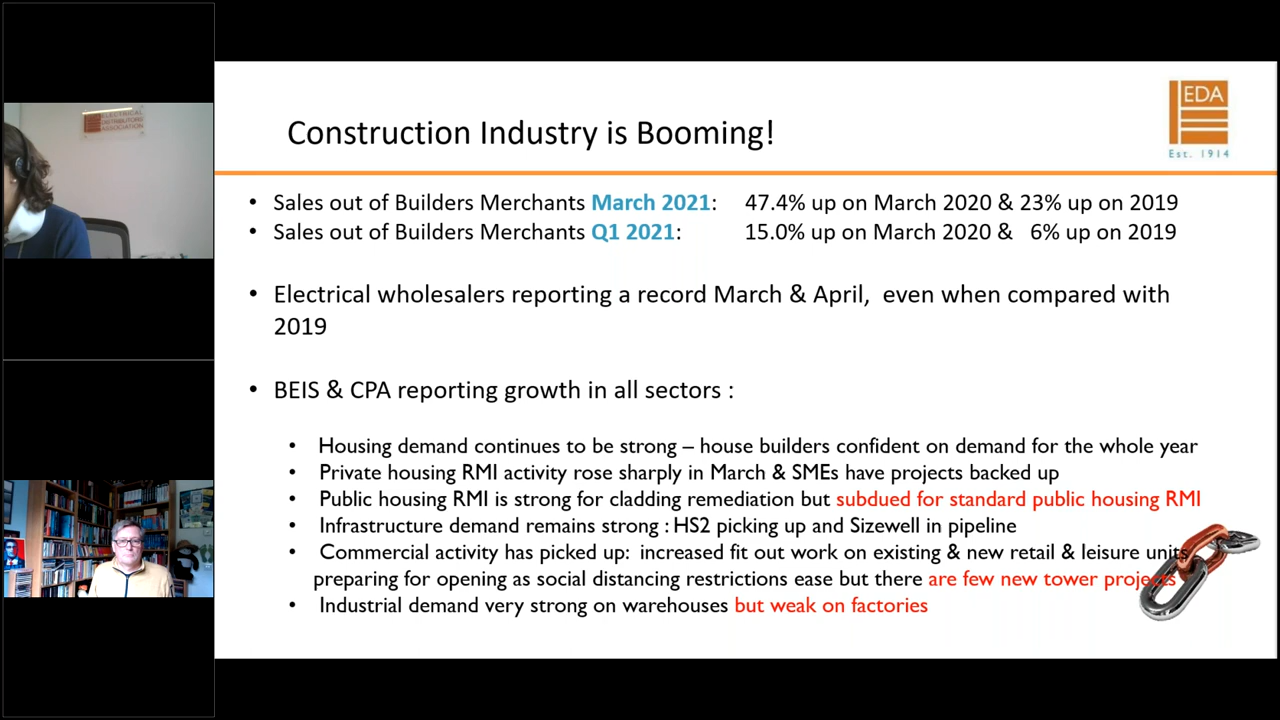 ELECTRICAL
DISTRIBUTORS
ASSOCIATION
Construction Industry is Booming!
EDA
Est. 1914
• Sales out of Builders Merchants March 2021: 47.4% up on March 2020 & 23% up on 2019
• Sales out of Builders Merchants Q1 2021: 15.0% up on March 2020 & 6% up on 2019
• Electrical wholesalers reporting a record March & April, even when compared with
2019
• BEIS & CPA reporting growth in all sectors :
• Housing demand continues to be strong – house builders confident on demand for the whole year
• Private housing RMI activity rose sharply in March & SMEs have projects backed up
• Public housing RMI is strong for cladding remediation but subdued for standard public housing RMI
• Infrastructure demand remains strong : HS2 picking up and Sizewell in pipeline
• Commercial activity has picked up: increased fit out work on existing & new retail & leisure units
preparing for opening as social distancing restrictions ease but there are few new tower projects
• Industrial demand very strong on warehouses but weak on factories